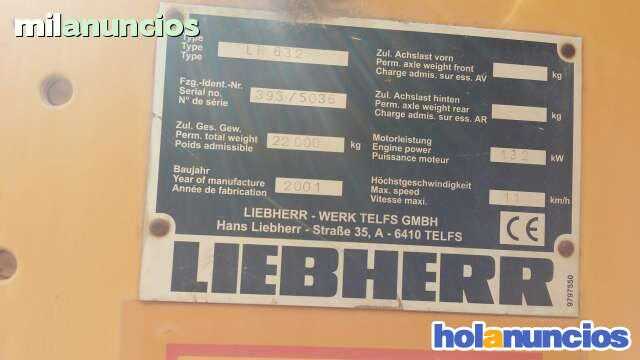 milanuncios
Typ
Type
Type
LR 632
Fzg.-Ident.-Nr.
Serial no.
N° de série
393/5036
Zul. Ges. Gew.
Perm. total weight
Poids admissible
22 000 kg
Baujahr
Year of manufacture
Année de fabrication
2001
Zul. Achslast vorn
Perm. axle weight front
Charge admis. sur ess. AV
kg
Zul. Achslast hinten
Perm. axle weight rear
Charge admis. sur ess. AR
kg
Motorleistung
Engine power
Puissance moteur
132 kW
Höchstgeschwindigkeit
Max. speed
Vitesse maxi.
11 km/h
LIEBHERR - WERK TELFS GMBH
Hans Liebherr - Straße 35, A - 6410 TELFS
CE
LIEBHERR
9797550
holanuncios